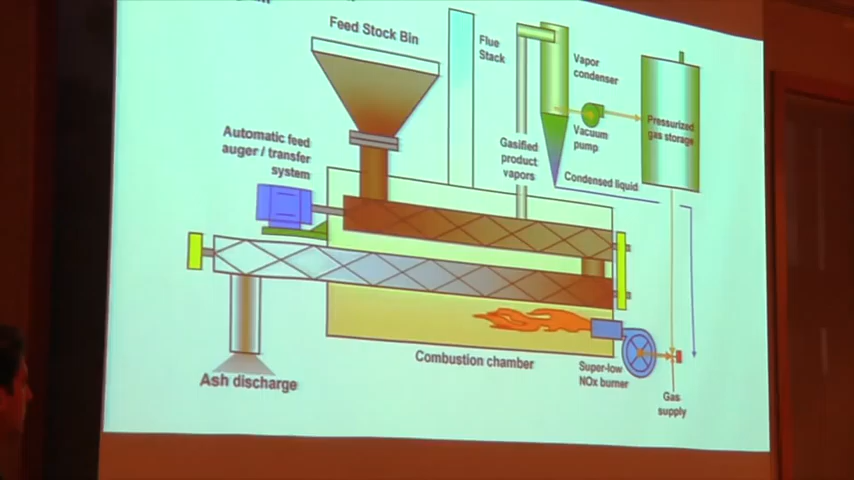 Feed Stock Bin
Flue
Stack
Vapor
condenser
Automatic feed
auger / transfer
system
Gasified
product
vapors
Vacuum
pump
Pressurized
gas storage
Condensed liquid
Combustion chamber
Super-low
NOx burner
Ash discharge
Gas
supply